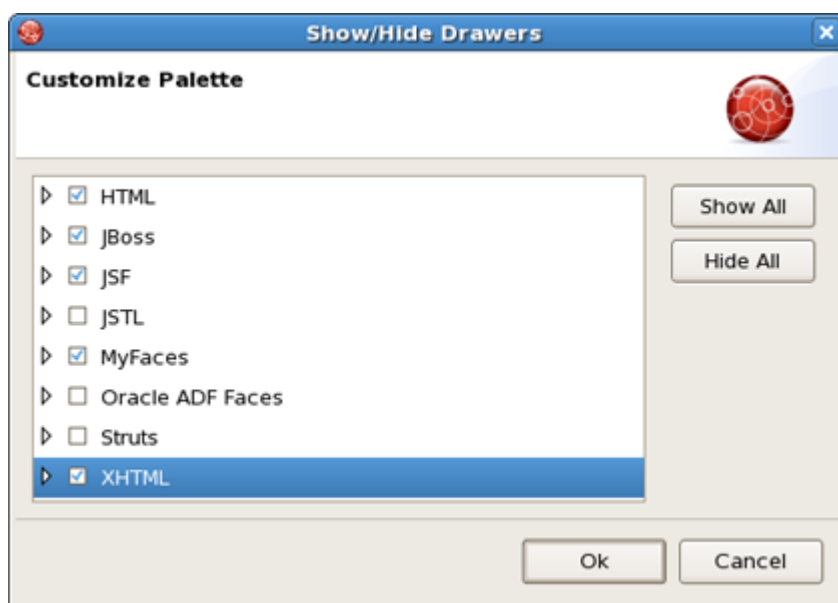 Show/Hide Drawers
Customize Palette
HTML
JBoss
JSF
JSTL
MyFaces
Oracle ADF Faces
Struts
XHTML
Show All
Hide All
Ok
Cancel